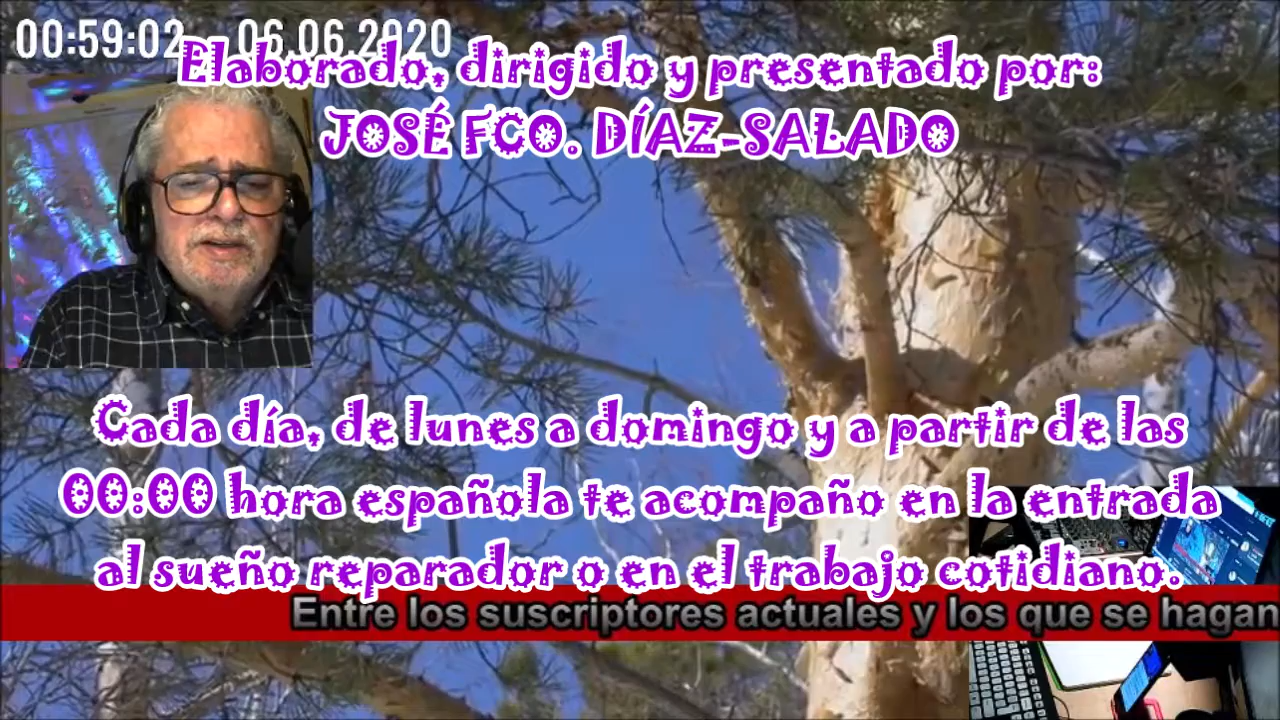 00:59:02 06.06.2020
Elaborado, dirigido y presentado por:
JOSÉ FCO. DÍAZ-SALADO
Cada día, de lunes a domingo y a partir de las
00:00 hora española te acompaño en la entrada
al sueño reparador o en el trabajo cotidiano.
Entre los suscriptores actuales y los que se hagan